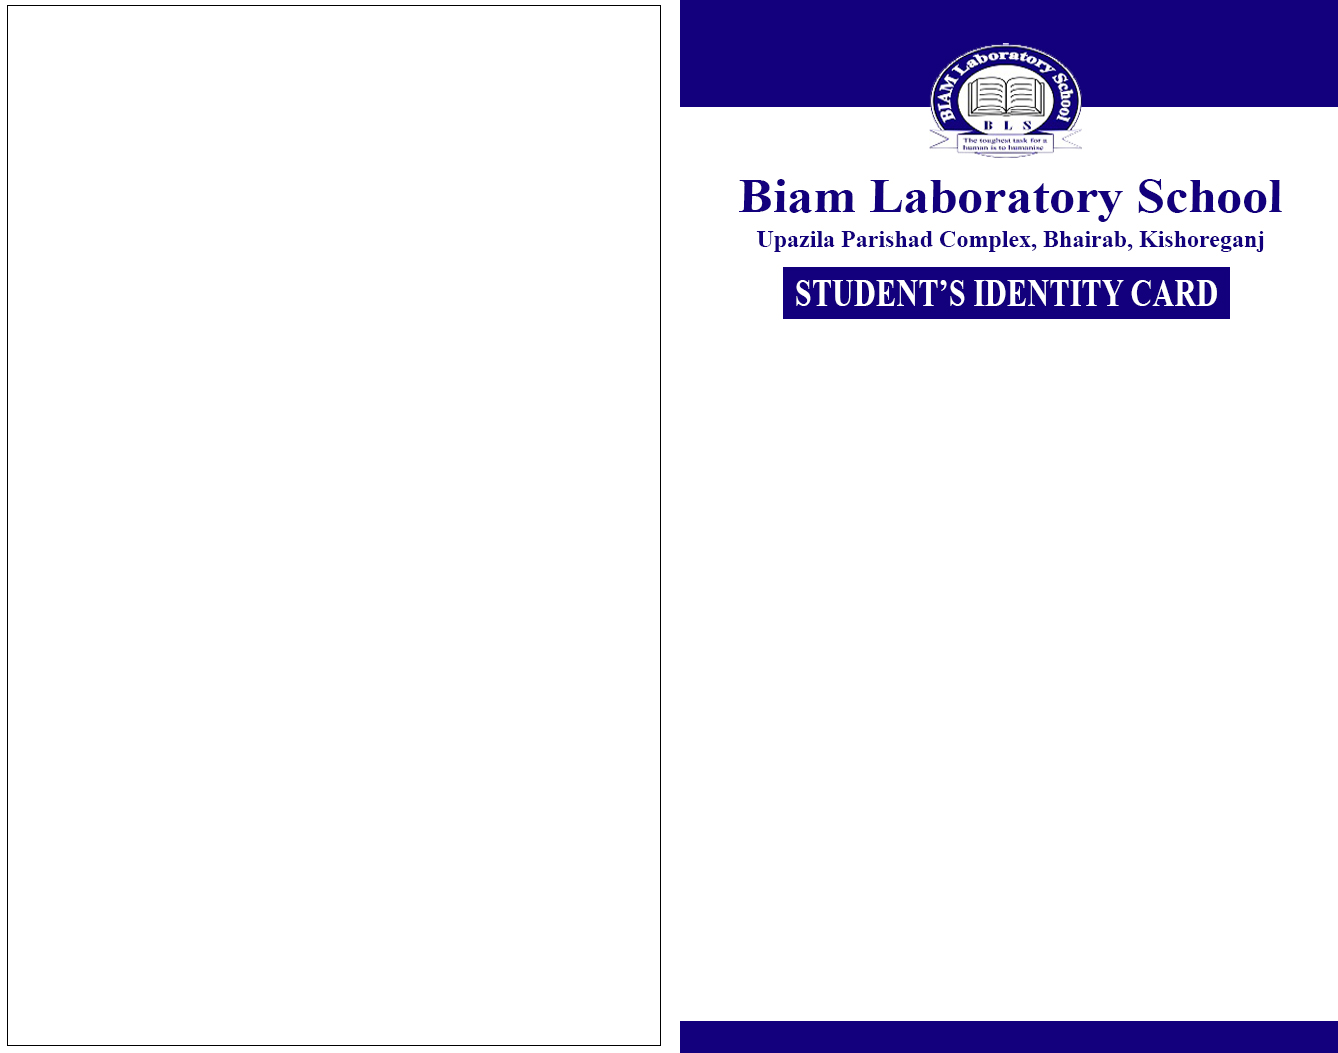 BIAM Laboratory School
B L S
The toughest task for a
human is to humanise
Biam Laboratory School
Upazila Parishad Complex, Bhairab, Kishoreganj
STUDENT’S IDENTITY CARD